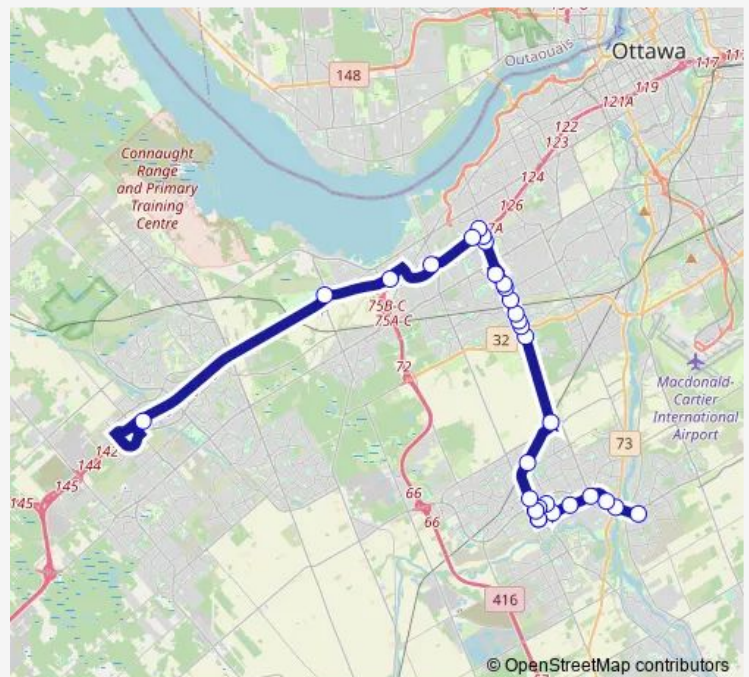 Ottawa
Outaouais
148
117
119
121A
122
123
124
126
Connaught
Range
and Primary
Training
Centre
75B-C
75A-C
32
72
Macdonald-
Cartier
International
Airport
73
142
144
145
145
66
66
416
© OpenStreetMap contributors